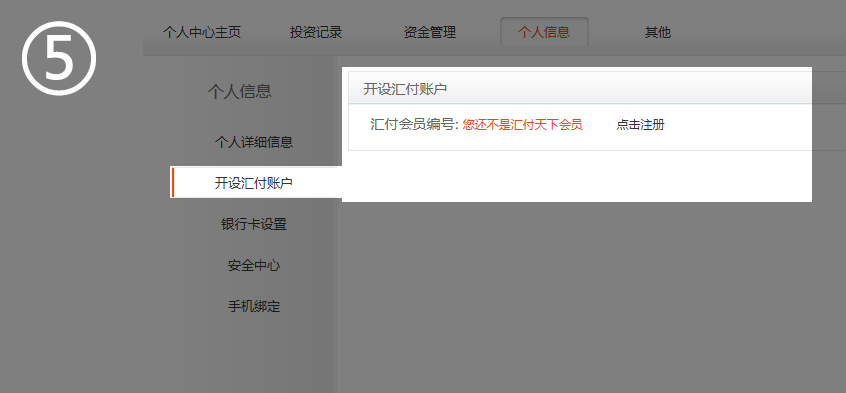 ⑤
个人中心主页 投资记录 资金管理 个人信息 其他
个人信息
开设汇付账户
汇付会员编号: 您还不是汇付天下会员 点击注册
个人详细信息
开设汇付账户
银行卡设置
安全中心
手机绑定